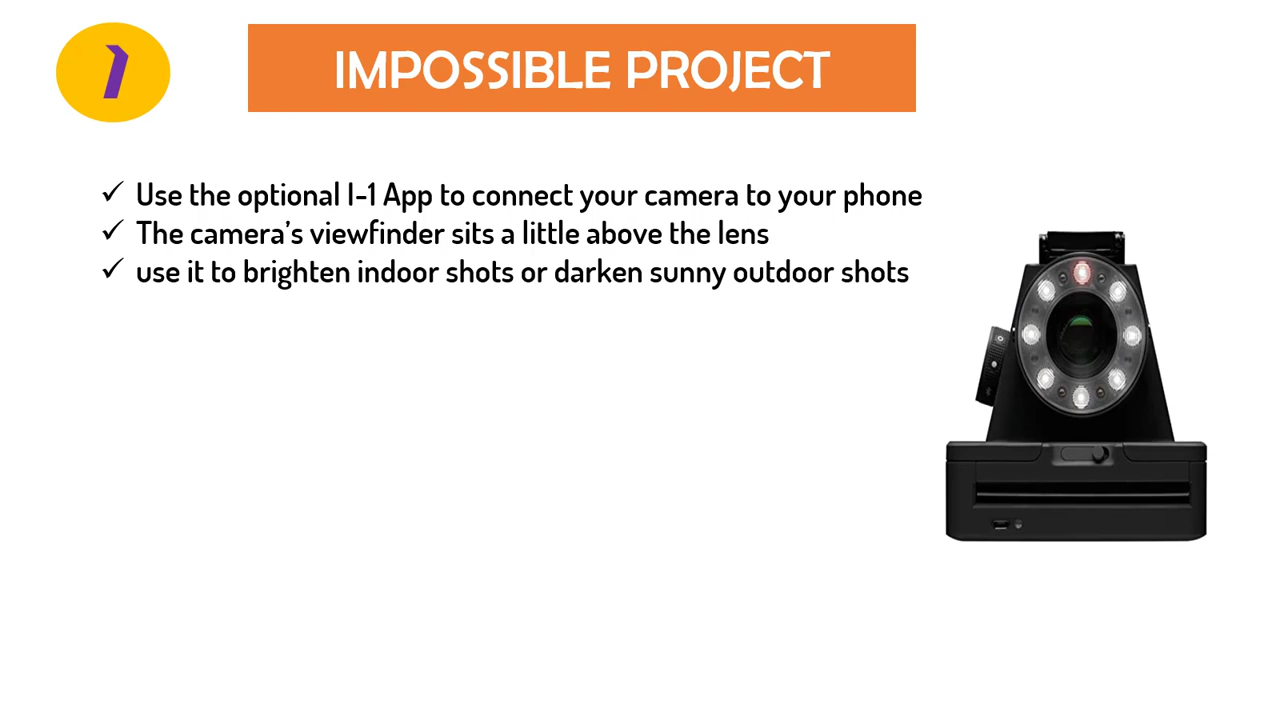 1
IMPOSSIBLE PROJECT
✓ Use the optional I-1 App to connect your camera to your phone
✓ The camera’s viewfinder sits a little above the lens
✓ use it to brighten indoor shots or darken sunny outdoor shots